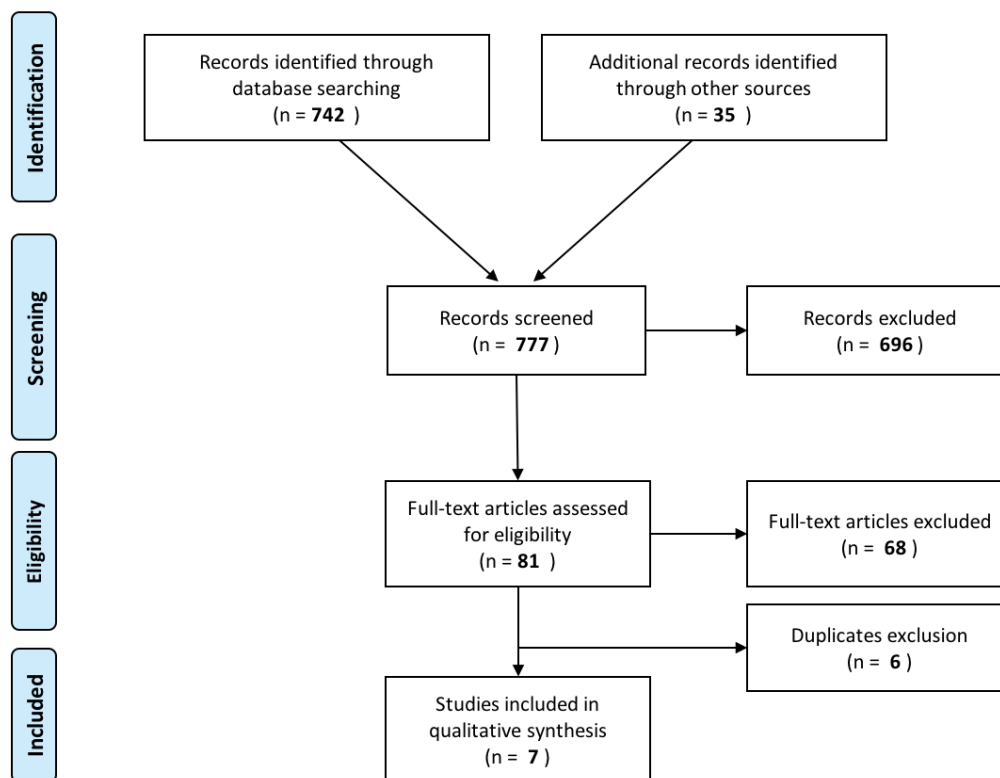 Identification
Records identified through
database searching
(n = 742 )
Additional records identified
through other sources
(n = 35 )
Screening
Records screened
(n = 777 )
Records excluded
(n = 696 )
Eligibility
Full-text articles assessed
for eligibility
(n = 81 )
Full-text articles excluded
(n = 68 )
Duplicates exclusion
(n = 6 )
Included
Studies included in
qualitative synthesis
(n = 7 )